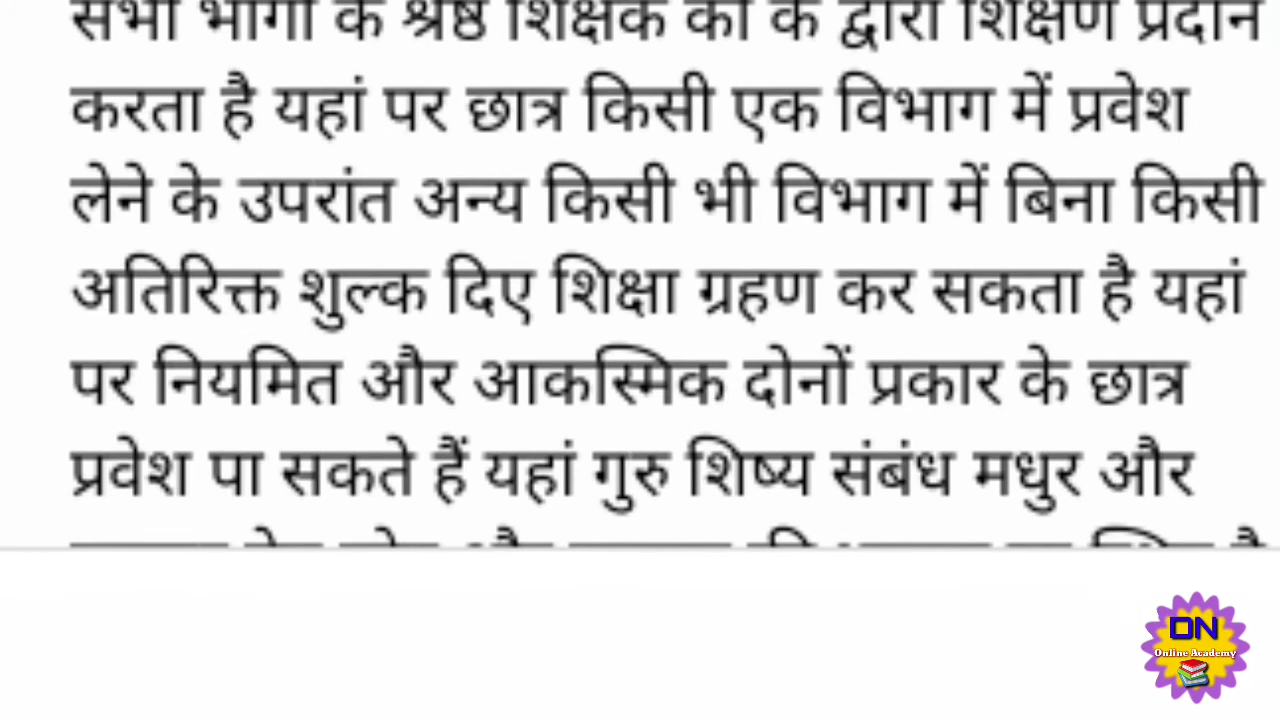 सभी भागों के श्रेष्ठ शिक्षक को के द्वारा शिक्षण प्रदान
करता है यहां पर छात्र किसी एक विभाग में प्रवेश
लेने के उपरांत अन्य किसी भी विभाग में बिना किसी
अतिरिक्त शुल्क दिए शिक्षा ग्रहण कर सकता है यहां
पर नियमित और आकस्मिक दोनों प्रकार के छात्र
प्रवेश पा सकते हैं यहां गुरु शिष्य संबंध मधुर और
DN
Online Academy